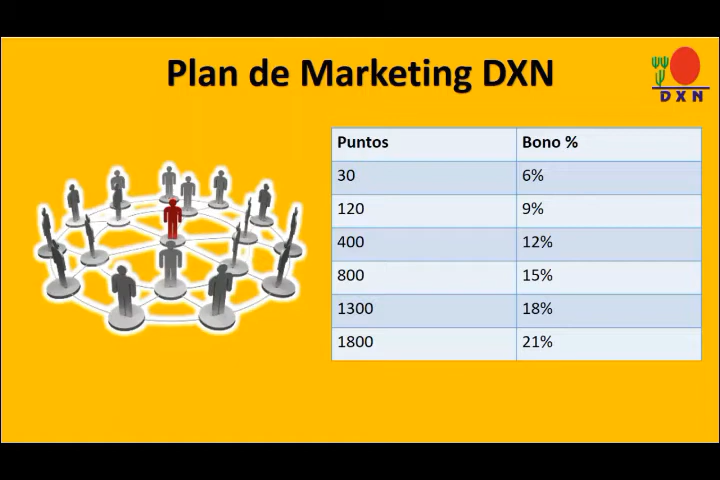 Plan de Marketing DXN
DXN
Puntos Bono %
30 6%
120 9%
400 12%
800 15%
1300 18%
1800 21%